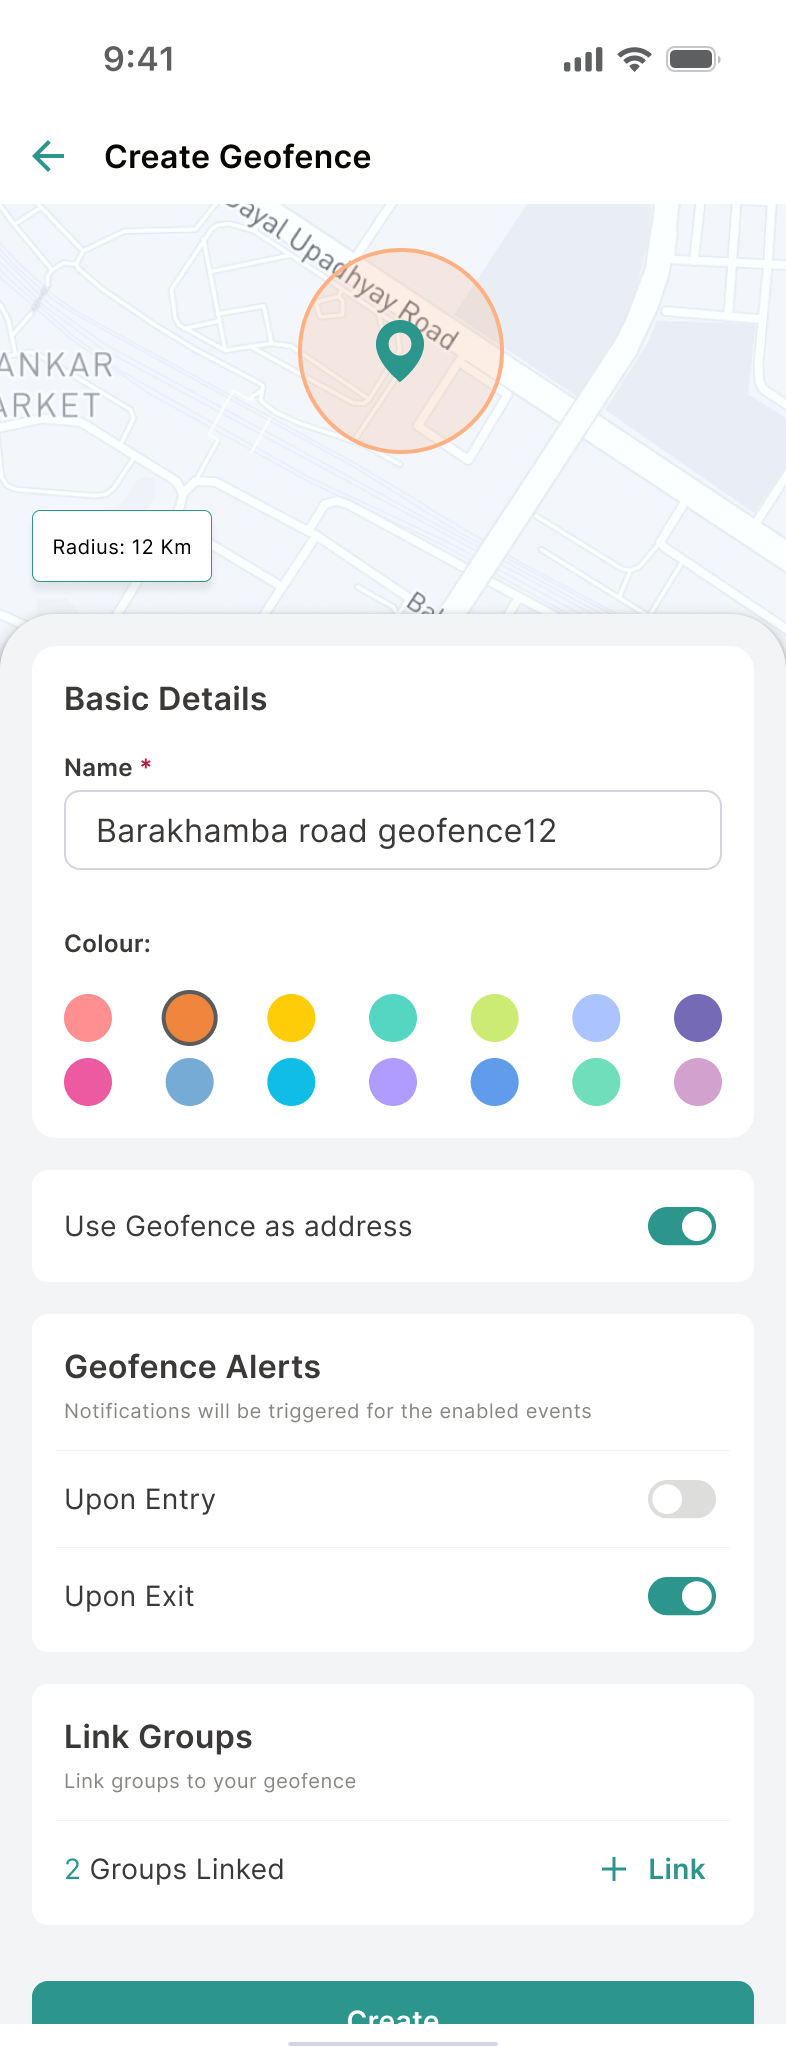 9:41
Create Geofence
ayal Upadhyay Road
ANKAR
ARKET
Radius: 12 Km
Basic Details
Name *
Barakhamba road geofence12
Colour:
Use Geofence as address
Geofence Alerts
Notifications will be triggered for the enabled events
Upon Entry
Upon Exit
Link Groups
Link groups to your geofence
2 Groups Linked
+ Link
Create